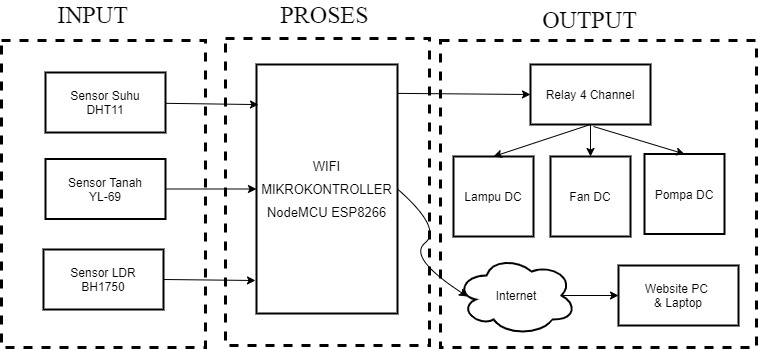 INPUT
PROSES
OUTPUT
Sensor Suhu
DHT11
Sensor Tanah
YL-69
Sensor LDR
BH1750
WIFI
MIKROKONTROLLER
NodeMCU ESP8266
Relay 4 Channel
Lampu DC
Fan DC
Pompa DC
Internet
Website PC
& Laptop